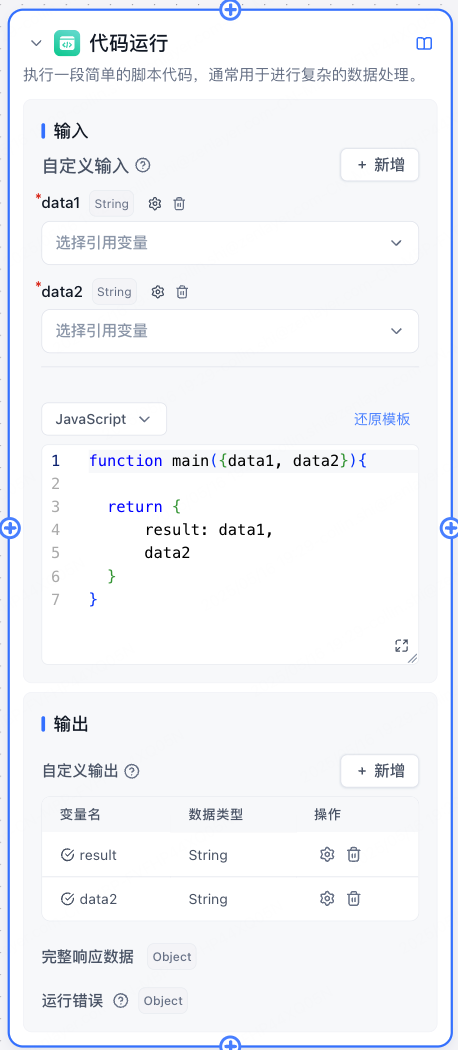 代码运行
执行一段简单的脚本代码，通常用于进行复杂的数据处理。
输入
自定义输入 + 新增
*data1 String
选择引用变量
*data2 String
选择引用变量
JavaScript 还原模板
1 function main({data1, data2}){
2
3 return {
4 result: data1,
5 data2
6 }
7 }
输出
自定义输出 + 新增
变量名 数据类型 操作
result String
data2 String
完整响应数据 Object
运行错误 Object